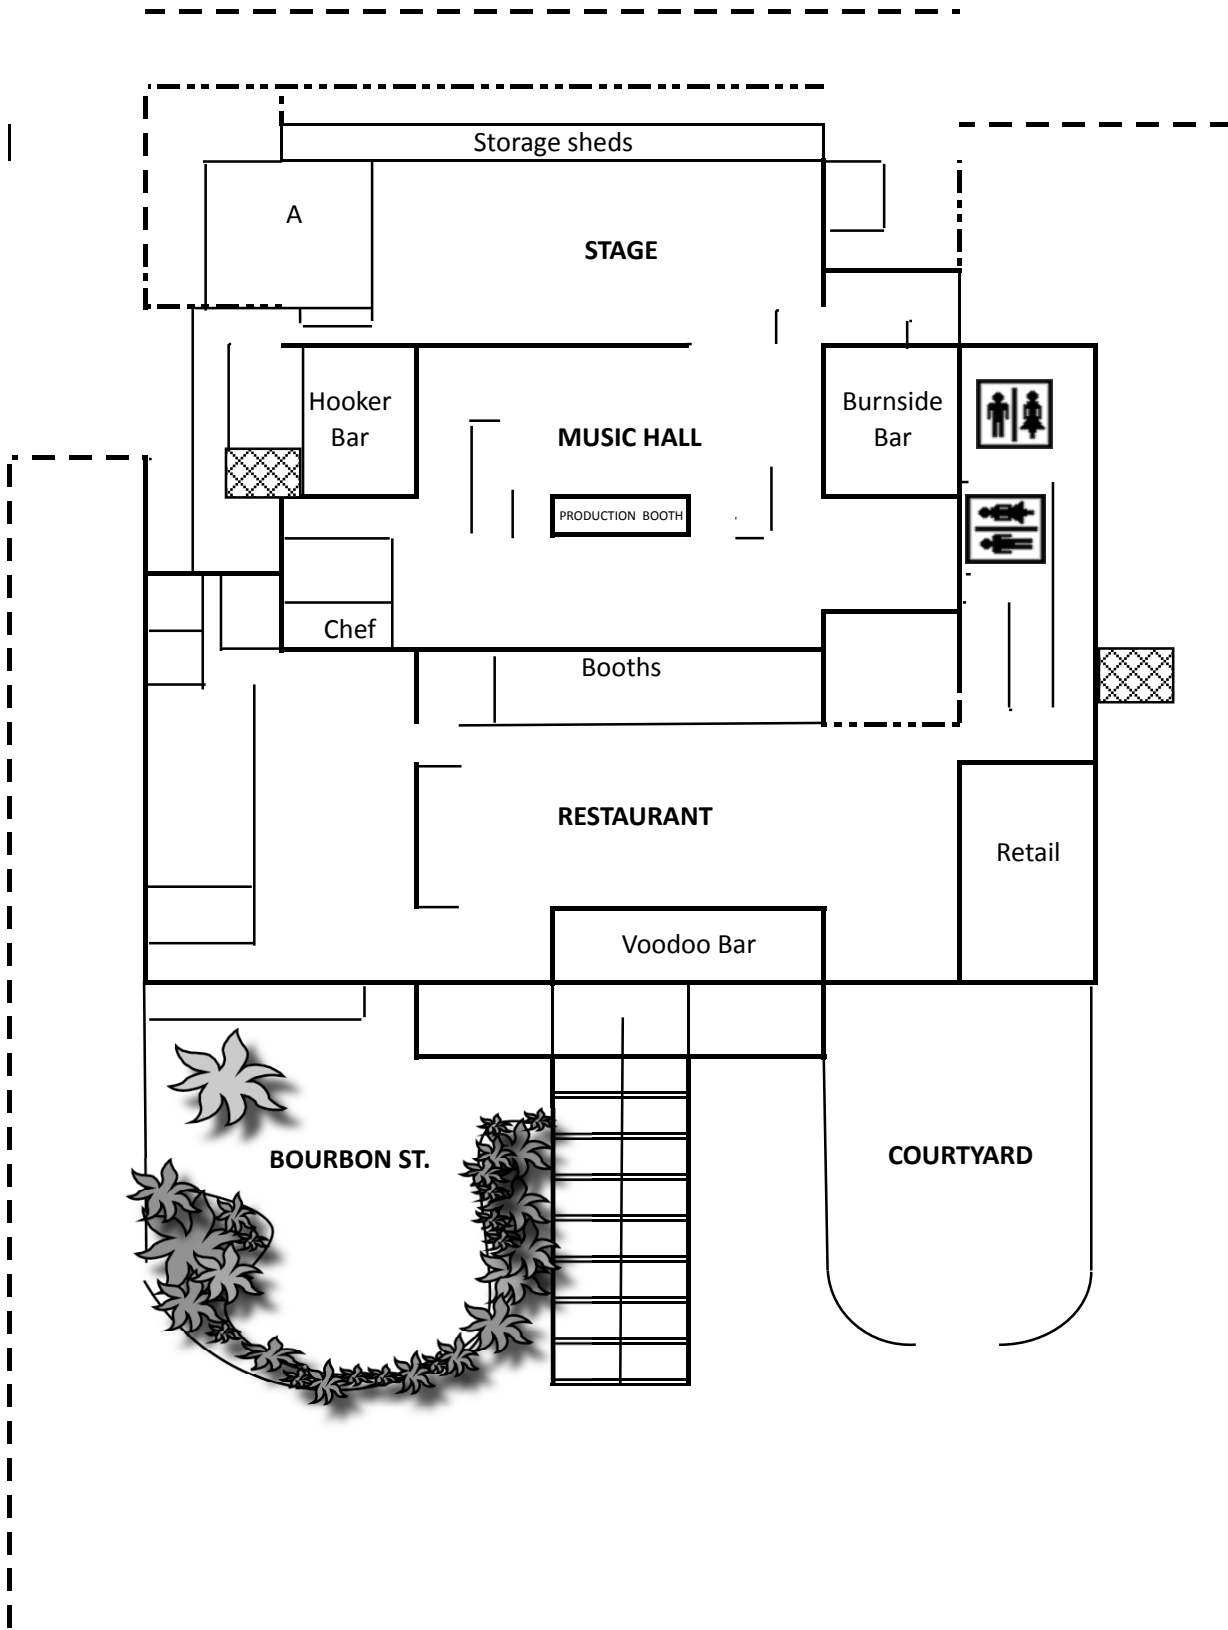 Storage sheds
A
STAGE
Hooker
Bar
MUSIC HALL
Burnside
Bar
PRODUCTION BOOTH
Chef
Booths
RESTAURANT
Retail
Voodoo Bar
BOURBON ST.
COURTYARD